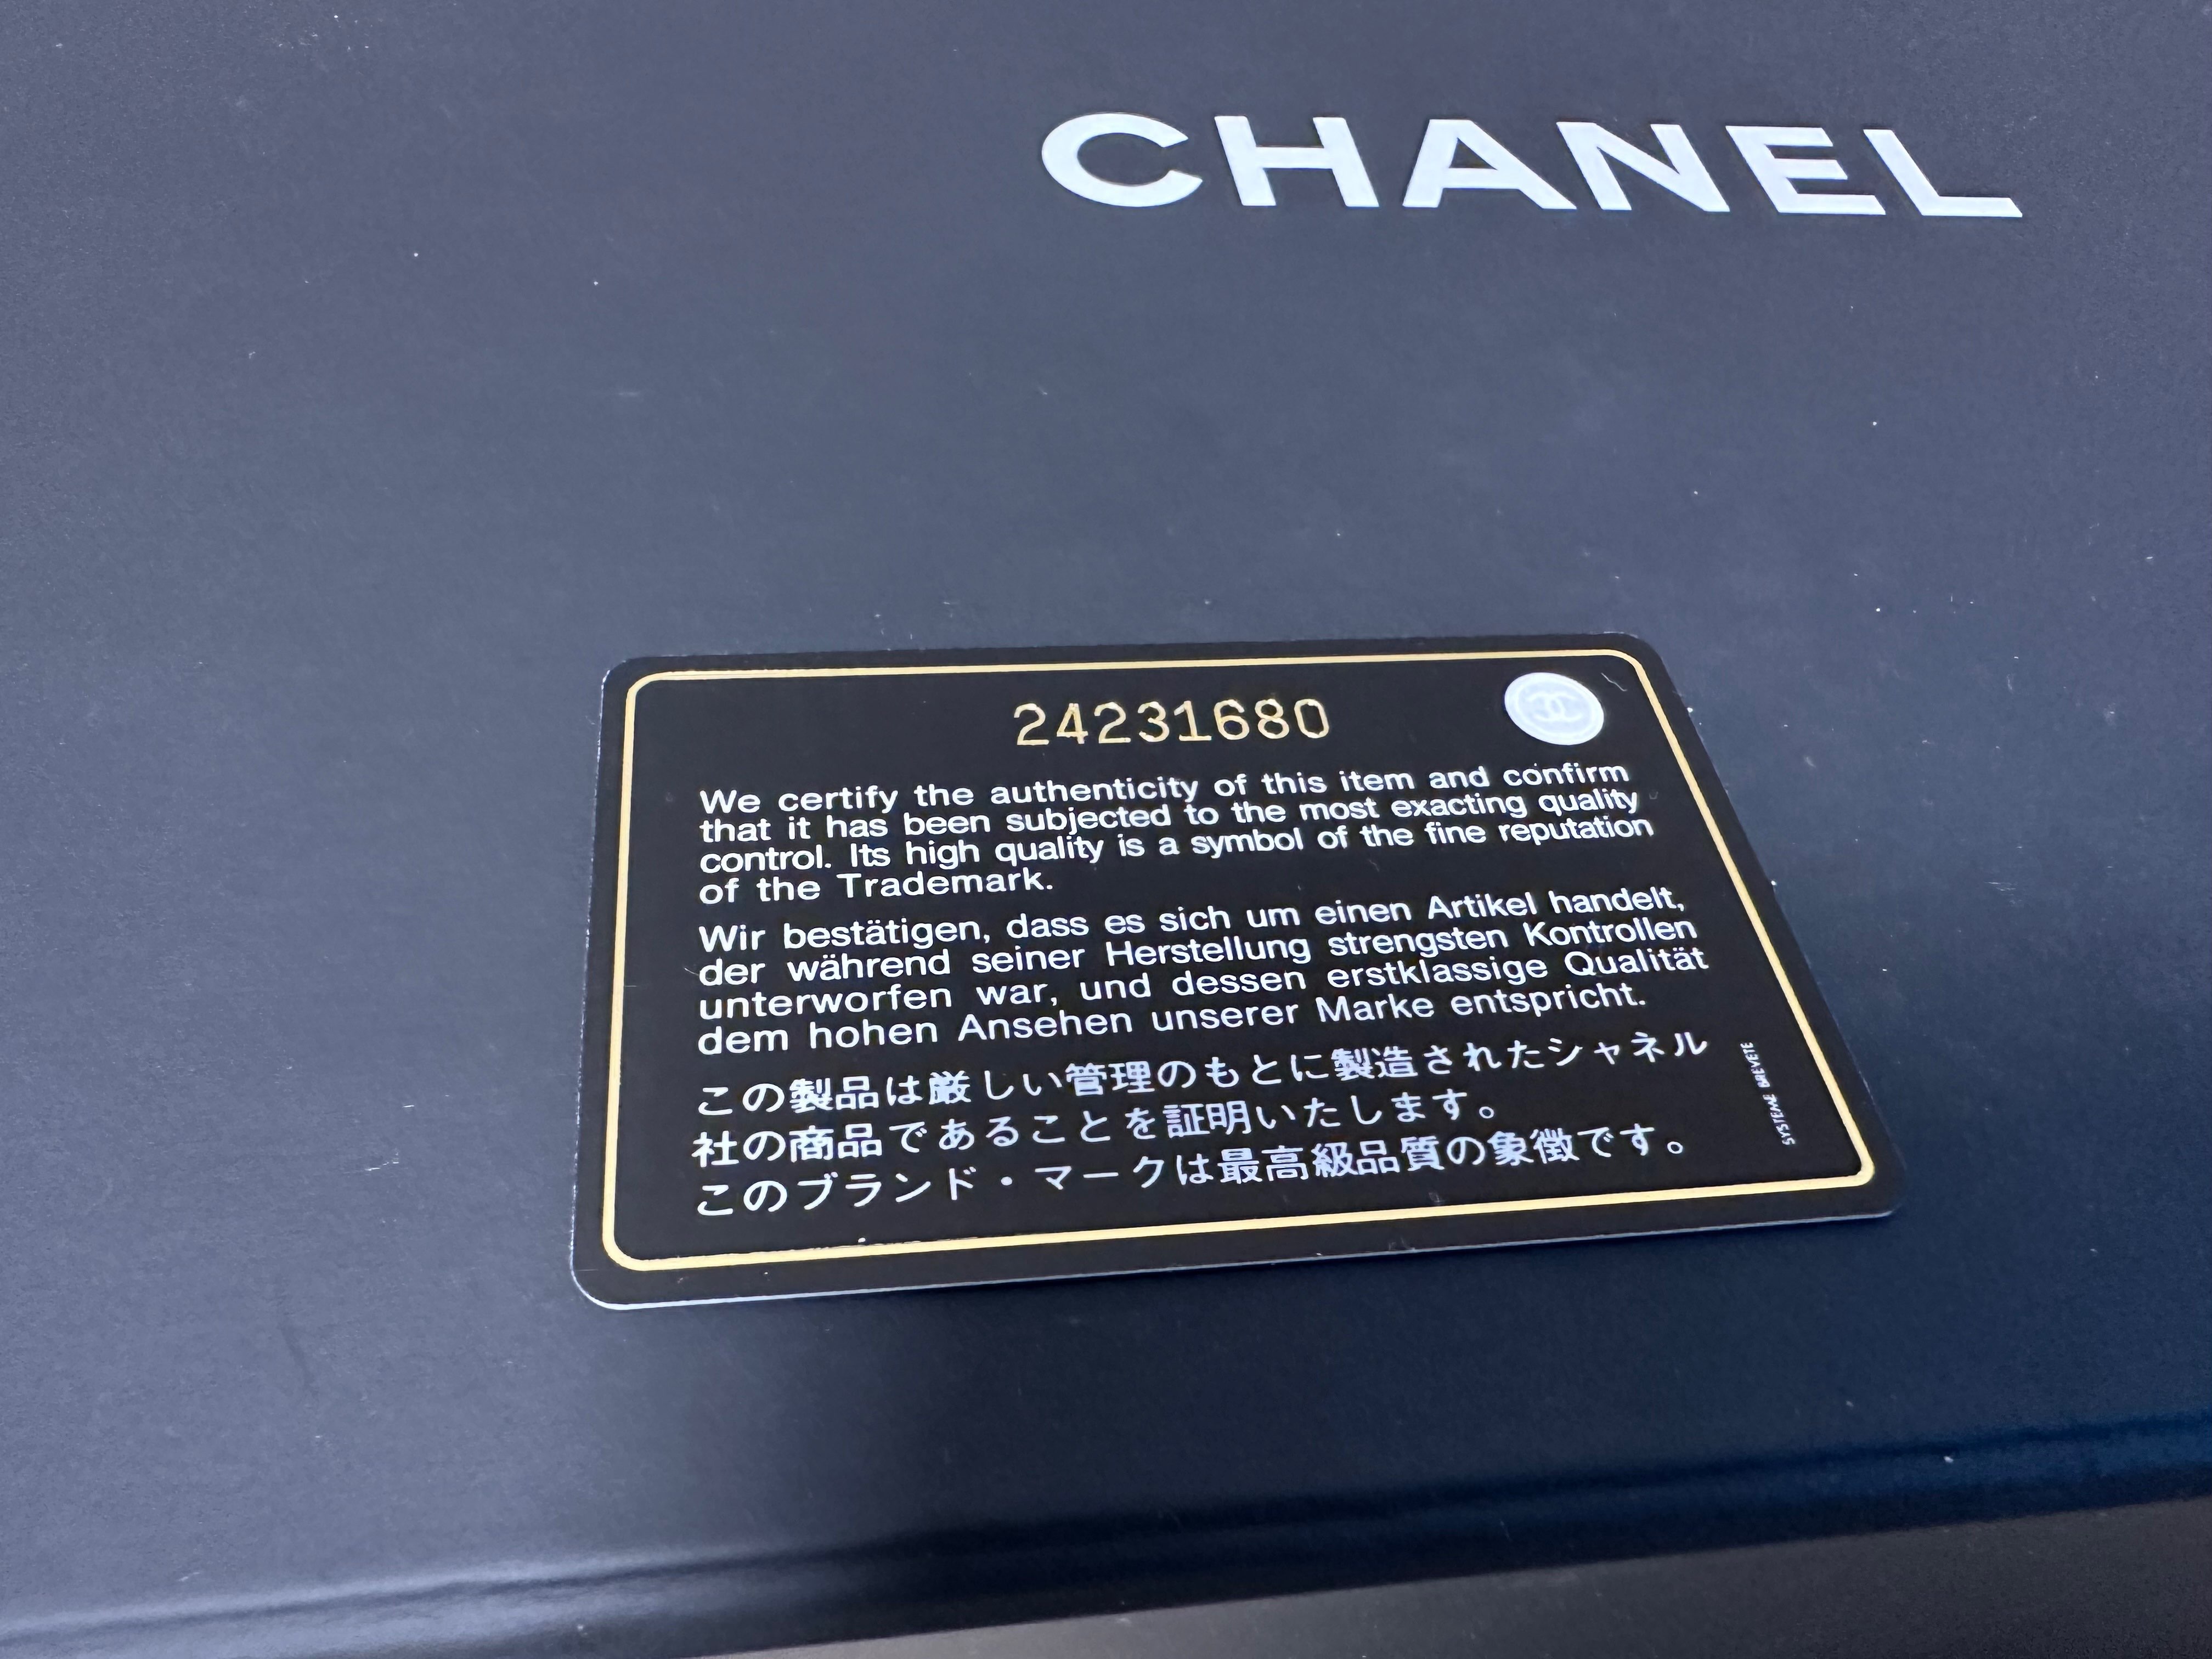 CHANEL
24231680
We certify the authenticity of this item and confirm
that it has been subjected to the most exacting quality
control. Its high quality is a symbol of the fine reputation
of the Trademark.
Wir bestätigen, dass es sich um einen Artikel handelt,
der während seiner Herstellung strengsten Kontrollen
unterworfen war, und dessen erstklassige Qualität
dem hohen Ansehen unserer Marke entspricht.
この製品は厳しい管理のもとに製造されたシャネル
社の商品であることを証明いたします。
このブランド・マークは最高級品質の象徴です。
SYSTEME BREVETE